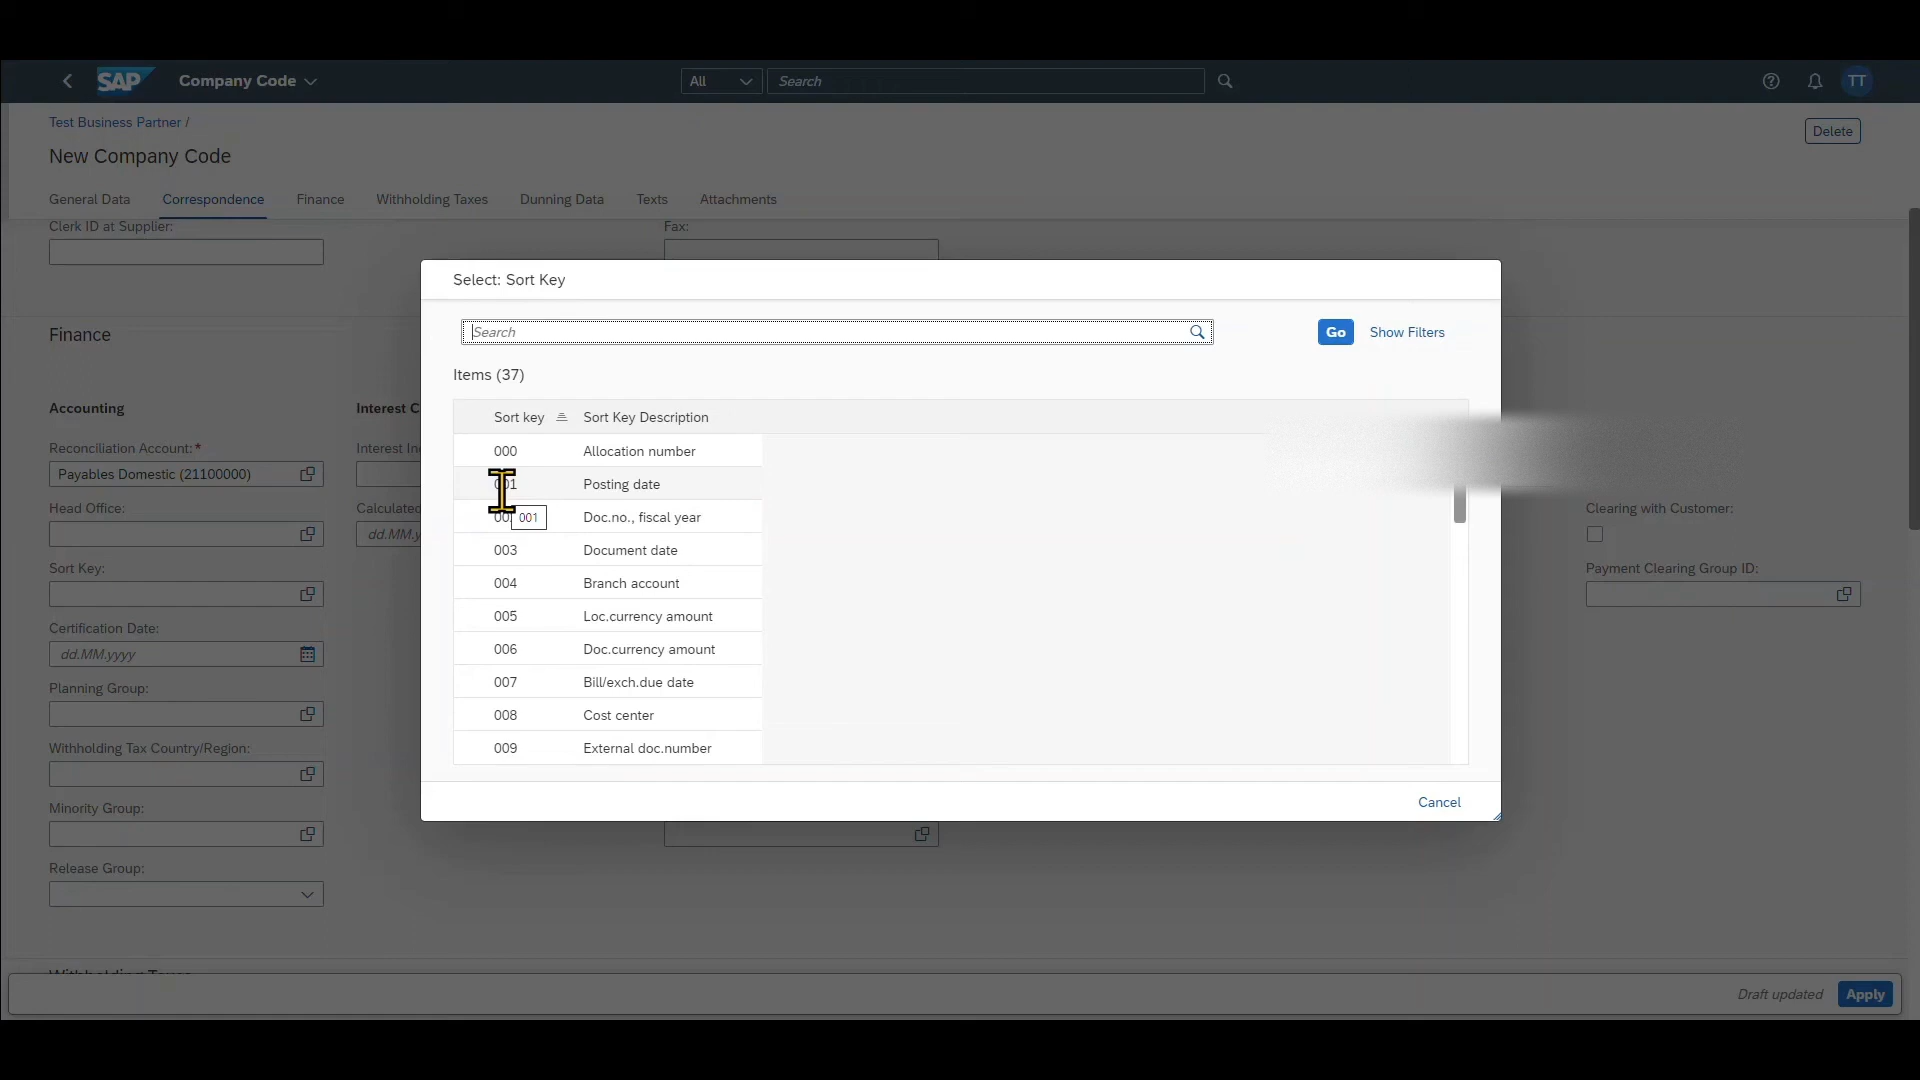 SAP Company Code All Search TT
Test Business Partner /
Delete
New Company Code
General Data Correspondence Finance Withholding Taxes Dunning Data Texts Attachments
Clerk ID at Supplier: Fax:
Select: Sort Key
Search Go Show Filters
Finance
Items (37)
Accounting Interest C
Sort key Sort Key Description
Reconciliation Account:* Interest In
000 Allocation number
Payables Domestic (21100000)
001 Posting date
Head Office: Calculated Clearing with Customer:
00 001 Doc.no., fiscal year
dd.MM.y
003 Document date
Sort Key: Payment Clearing Group ID:
004 Branch account
005 Loc.currency amount
Certification Date:
dd.MM.yyyy
006 Doc.currency amount
Planning Group:
007 Bill/exch.due date
008 Cost center
Withholding Tax Country/Region:
009 External doc.number
Minority Group:
Cancel
Release Group:
Draft updated Apply